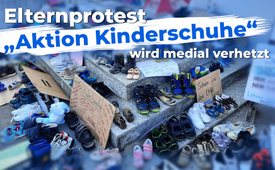 Elternprotest
„Aktion Kinderschuhe“
wird medial verhetzt